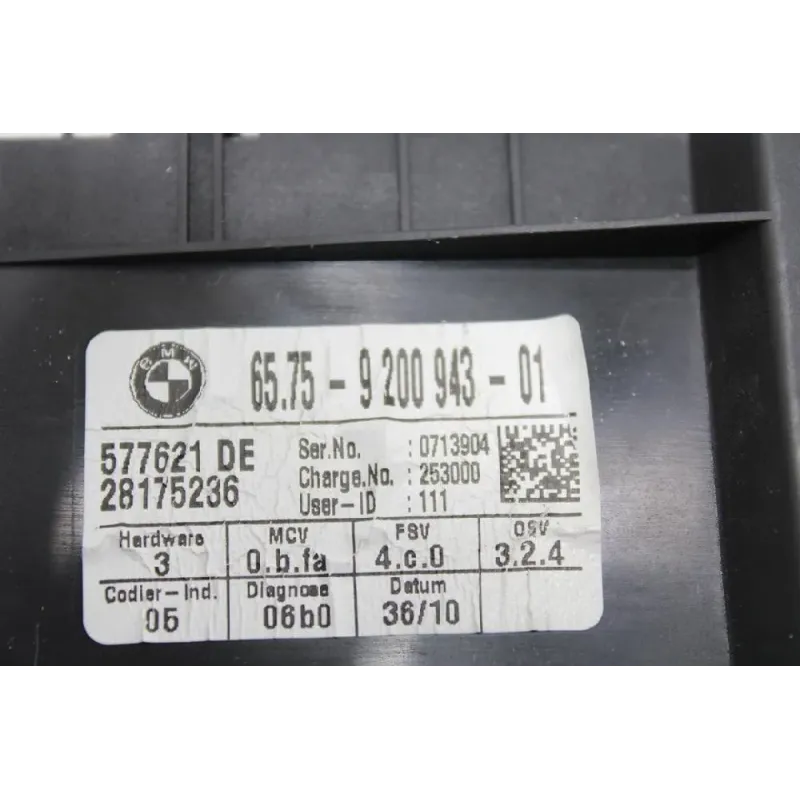 BMW
65.75 - 9 200 943 - 01
577621 DE
28175236
Ser.No. : 0713904
Charge.No. : 253000
User-ID : 111
Hardware MCV FSV OSV
3 0.b.fa 4.c.0 3.2.4
Codier-Ind. Diagnose Datum
05 06b0 36/10